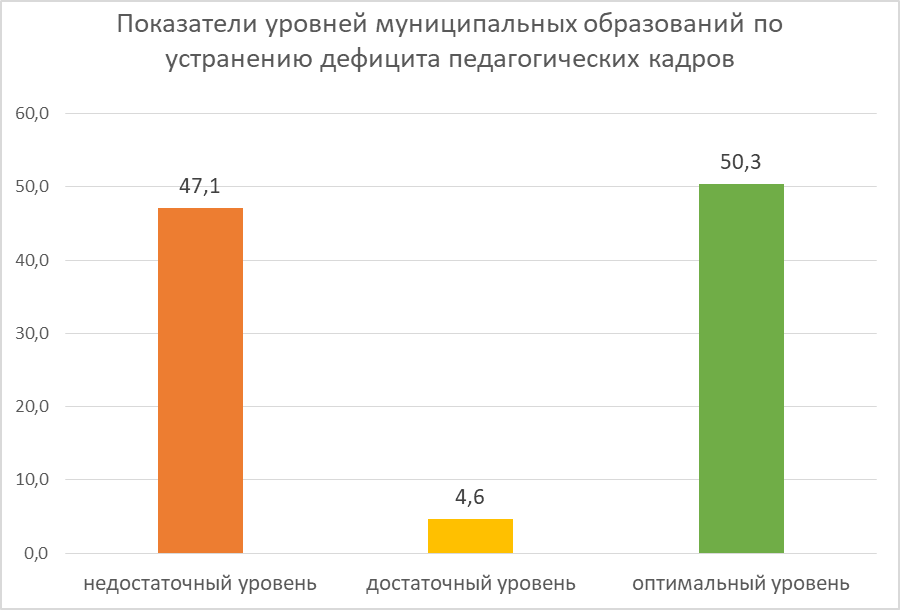 Показатели уровней муниципальных образований по
устранению дефицита педагогических кадров
60,0
50,0
40,0
30,0
20,0
10,0
0,0
47,1
4,6
50,3
недостаточный уровень
достаточный уровень
оптимальный уровень